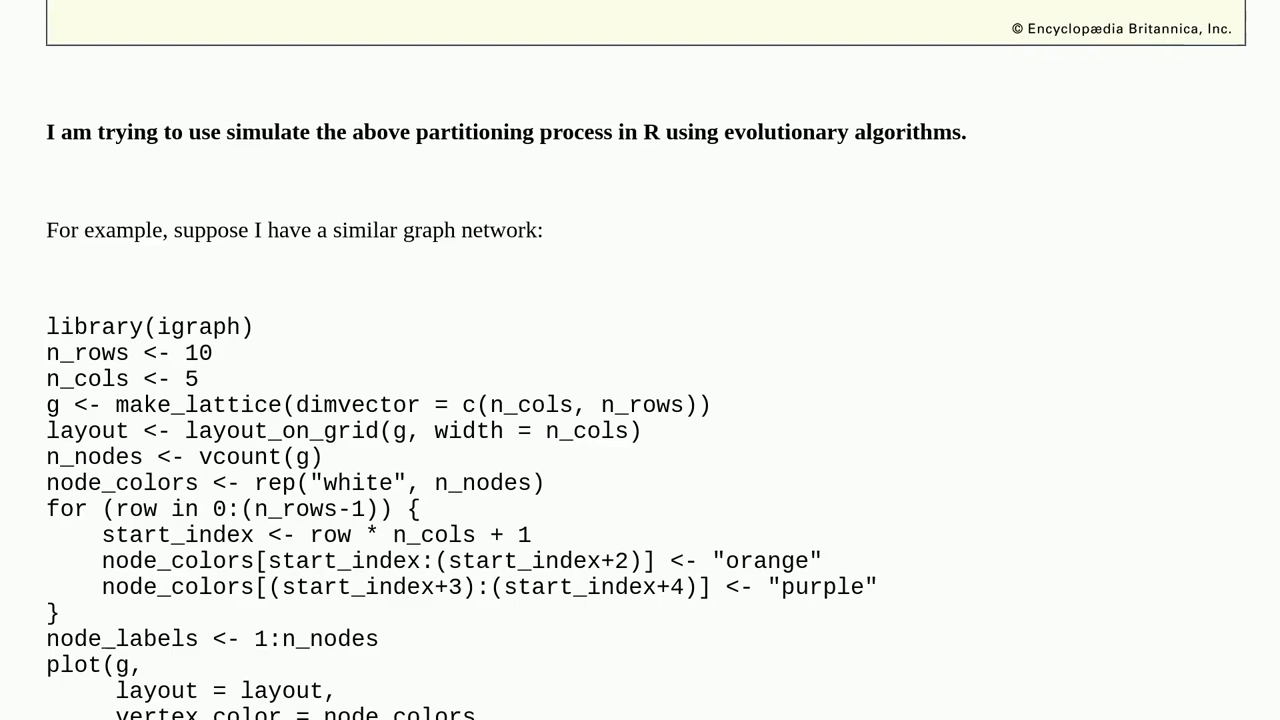 © Encyclopædia Britannica, Inc.
I am trying to use simulate the above partitioning process in R using evolutionary algorithms.
For example, suppose I have a similar graph network:
library(igraph)
n_rows <- 10
n_cols <- 5
g <- make_lattice(dimvector = c(n_cols, n_rows))
layout <- layout_on_grid(g, width = n_cols)
n_nodes <- vcount(g)
node_colors <- rep("white", n_nodes)
for (row in 0:(n_rows-1)) {
    start_index <- row * n_cols + 1
    node_colors[start_index:(start_index+2)] <- "orange"
    node_colors[(start_index+3):(start_index+4)] <- "purple"
}
node_labels <- 1:n_nodes
plot(g,
     layout = layout,
     vertex.color = node_colors